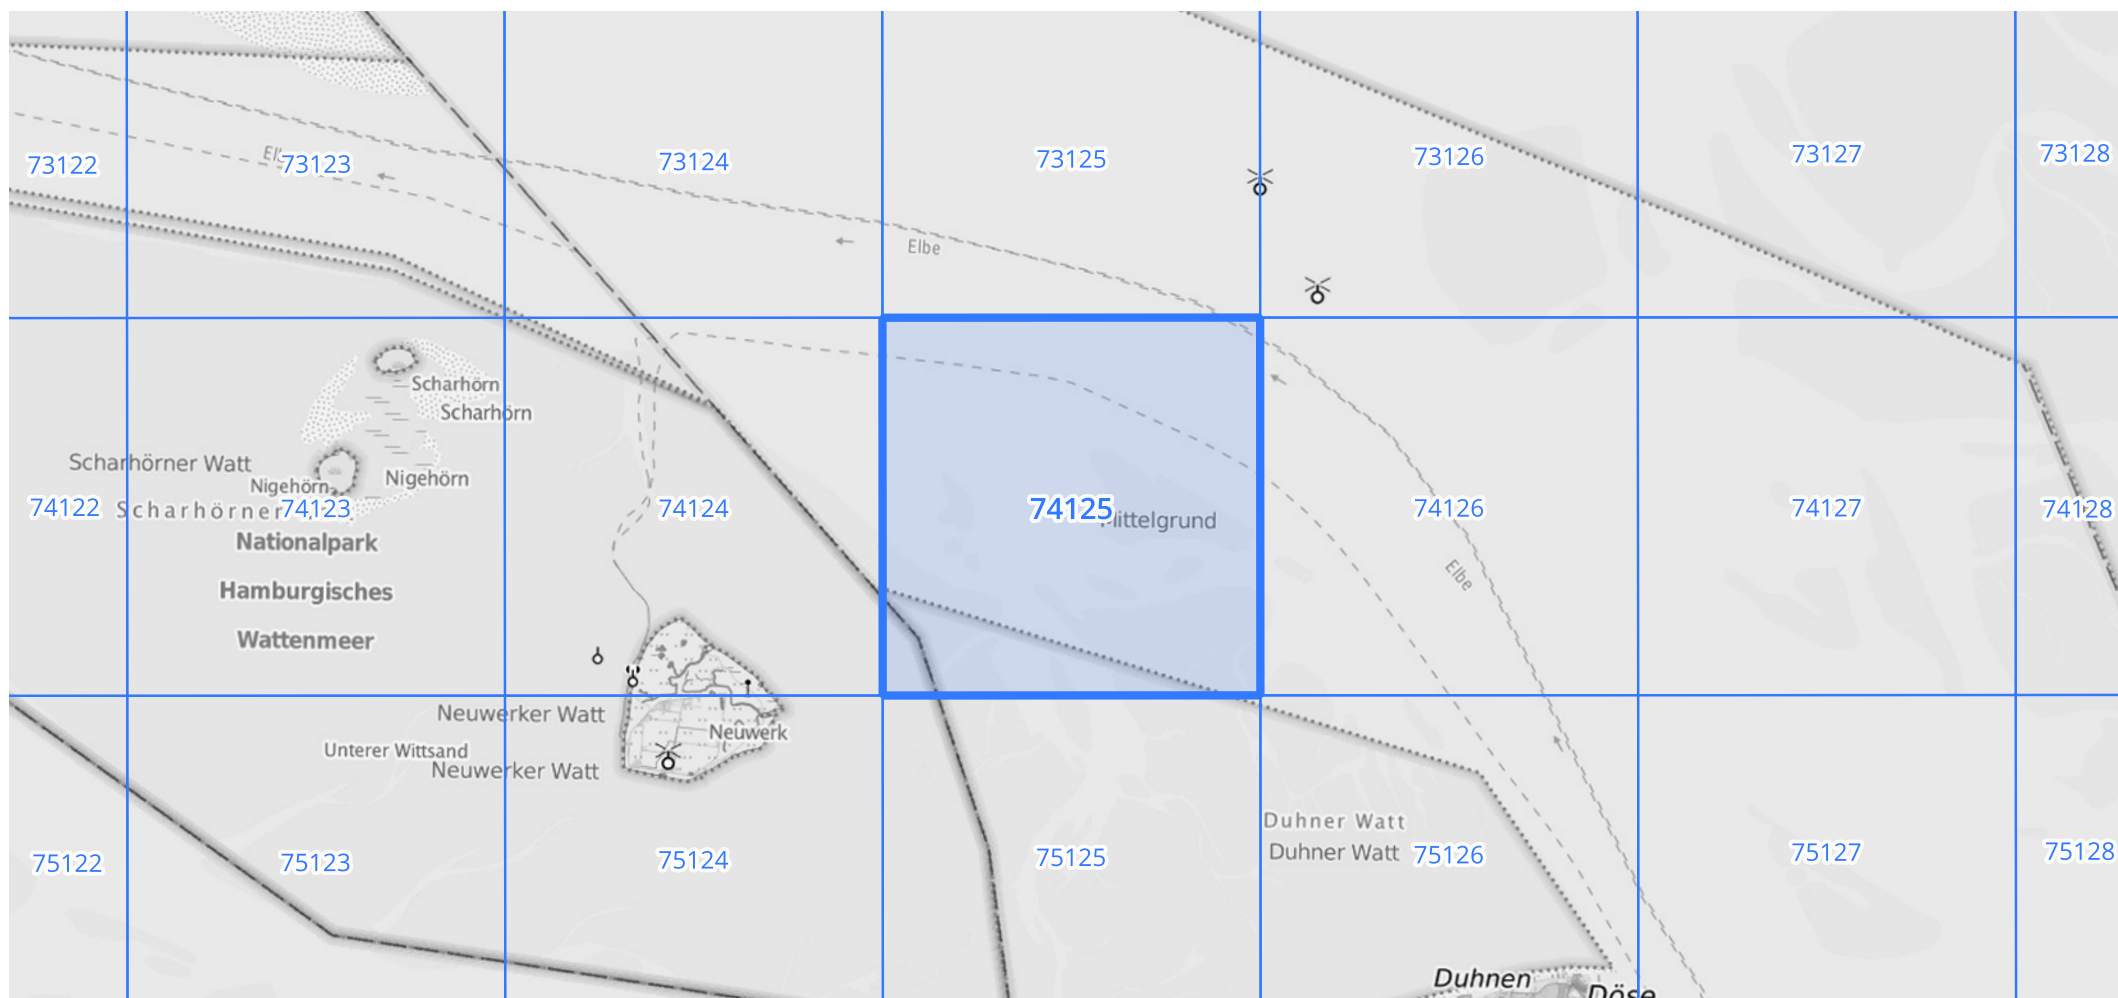 73122
Elbe
73123
73124
73125
73126
73127
73128
Elbe
Scharhörn
Scharhörn
Scharhörner Watt
Nigehörn
Nigehörn
74122
Scharhörner
74123
74124
74125
Mittelgrund
74126
74127
74128
Nationalpark
Hamburgisches
Wattenmeer
Elbe
Neuwerker Watt
Neuwerk
Unterer Wittsand
Neuwerker Watt
Duhner Watt
Duhner Watt
75122
75123
75124
75125
75126
75127
75128
Duhnen
Döse